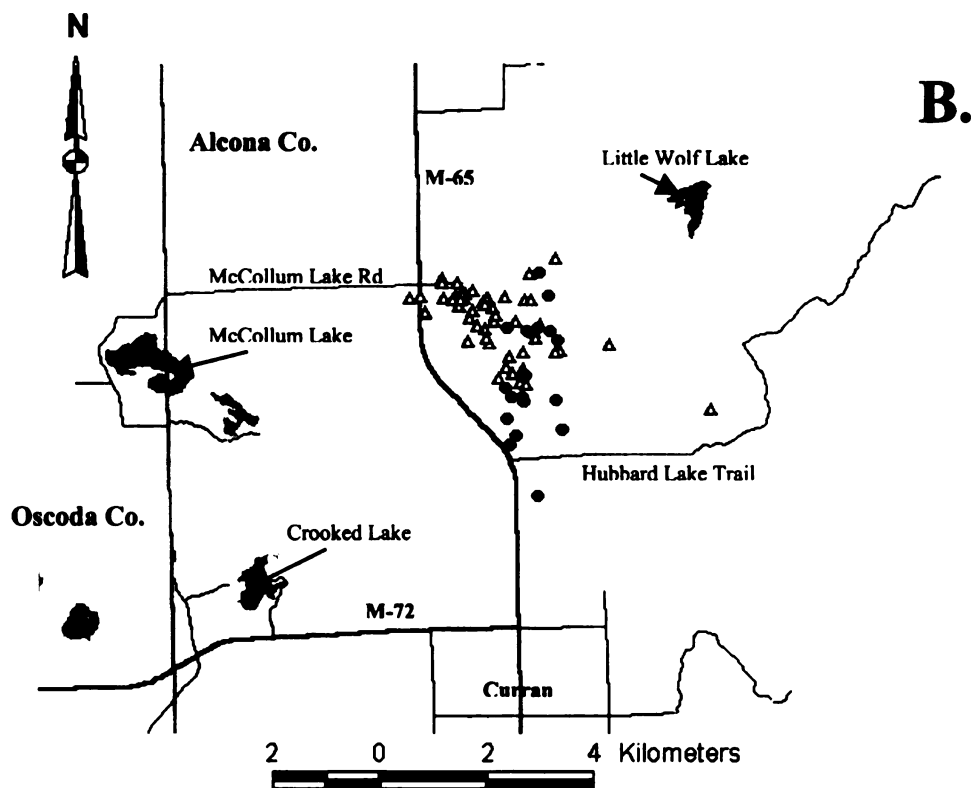 N
B.
Alcona Co.
Little Wolf Lake
M-65
McCollum Lake Rd
McCollum Lake
Hubbard Lake Trail
Oscoda Co.
Crooked Lake
M-72
Curran
2 0 2 4 Kilometers